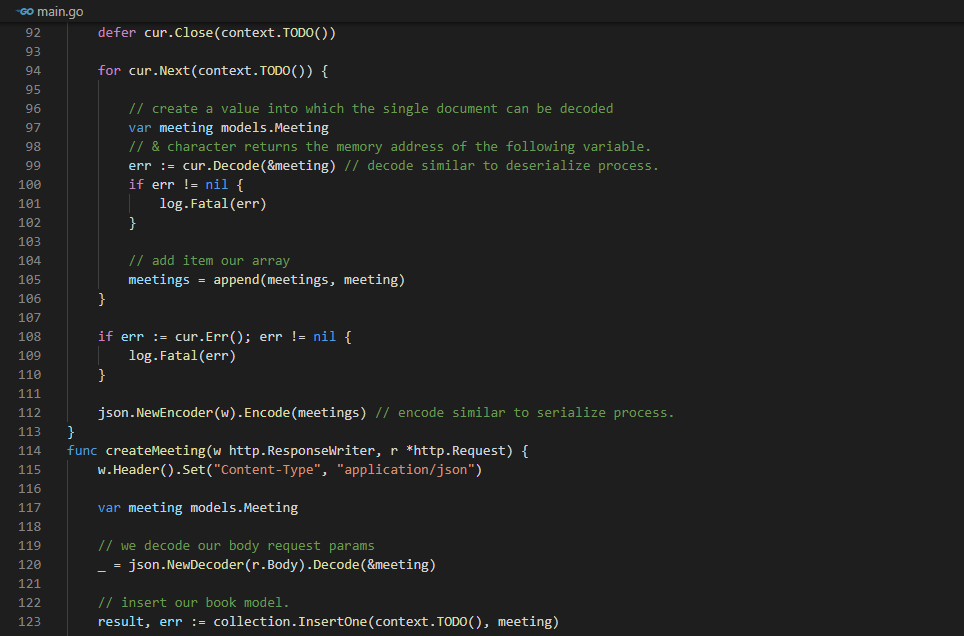 GO main.go
92 defer cur.Close(context.TODO())
93
94 for cur.Next(context.TODO()) {
95
96 // create a value into which the single document can be decoded
97 var meeting models.Meeting
98 // & character returns the memory address of the following variable.
99 err := cur.Decode(&meeting) // decode similar to deserialize process.
100 if err != nil {
101 log.Fatal(err)
102 }
103
104 // add item our array
105 meetings = append(meetings, meeting)
106 }
107
108 if err := cur.Err(); err != nil {
109 log.Fatal(err)
110 }
111
112 json.NewEncoder(w).Encode(meetings) // encode similar to serialize process.
113 }
114 func createMeeting(w http.ResponseWriter, r *http.Request) {
115 w.Header().Set("Content-Type", "application/json")
116
117 var meeting models.Meeting
118
119 // we decode our body request params
120 _ = json.NewDecoder(r.Body).Decode(&meeting)
121
122 // insert our book model.
123 result, err := collection.InsertOne(context.TODO(), meeting)